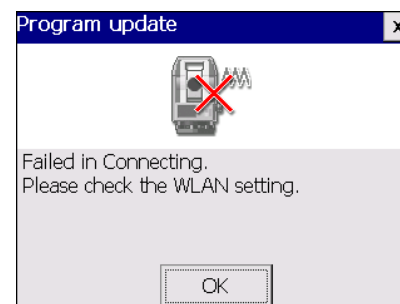 Program update
x
Failed in Connecting.
Please check the WLAN setting.
OK